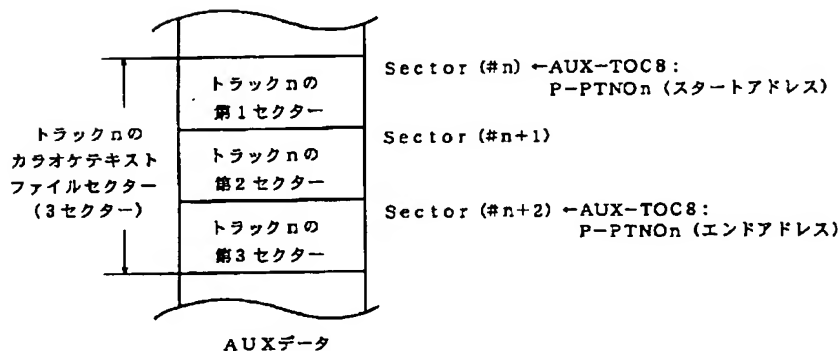 トラックnの
カラオケテキスト
ファイルセクター
(3セクター)
トラックnの
第1セクター
トラックnの
第2セクター
トラックnの
第3セクター
Sector (#n) ←AUX-TOC8:
P-PTNOn (スタートアドレス)
Sector (#n+1)
Sector (#n+2) ←AUX-TOC8:
P-PTNOn (エンドアドレス)
AUXデータ